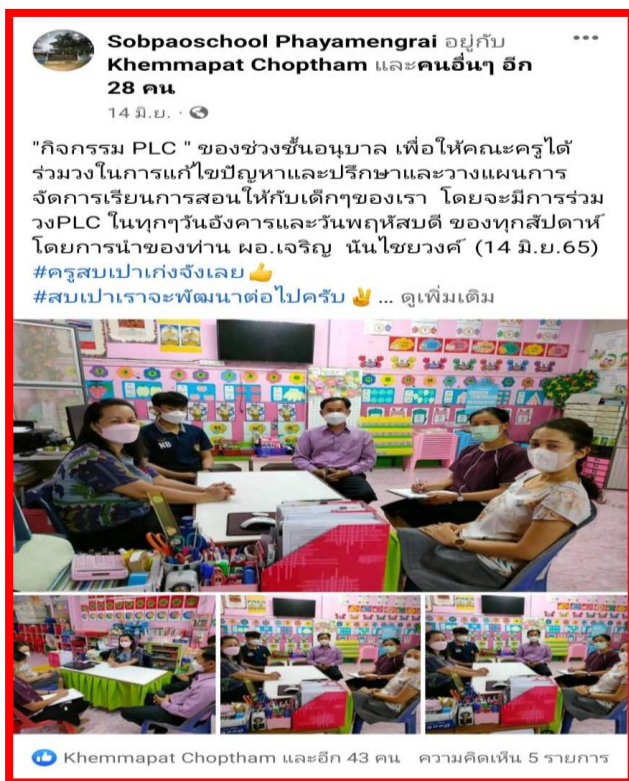 Sobpaoschool Phayamengrai อยู่กับ
Khemmapat Choptham และคนอื่นๆ อีก
28 คน
14 มิ.ย. ·
"กิจกรรม PLC " ของช่วงชั้นอนุบาล เพื่อให้คณะครูได้
ร่วมวงในการแก้ไขปัญหาและปรึกษาและวางแผนการ
จัดการเรียนการสอนให้กับเด็กๆของเรา โดยจะมีการร่วม
วงPLC ในทุกๆวันอังคารและวันพฤหัสบดี ของทุกสัปดาห์
โดยการนำของท่าน ผอ.เจริญ นันไชยวงค์ (14 มิ.ย.65)
#ครูสบเปาเก่งจังเลย👍
#สบเปาเราจะพัฒนาต่อไปครับ✌ ... ดูเพิ่มเติม
Khemmapat Choptham และอีก 43 คน ความคิดเห็น 5 รายการ